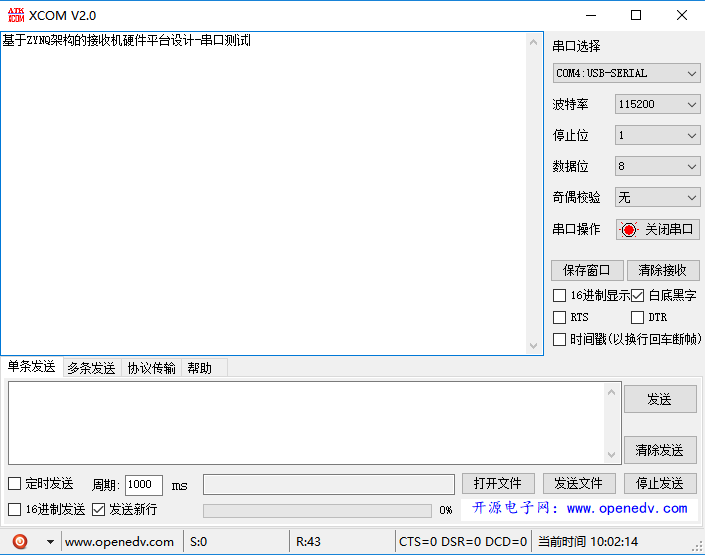 ATK XCOM XCOM V2.0
基于ZYNQ架构的接收机硬件平台设计-串口测试
串口选择
COM4:USB-SERIAL
波特率 115200
停止位 1
数据位 8
奇偶校验 无
串口操作 关闭串口
保存窗口 清除接收
16进制显示 白底黑字
RTS DTR
时间戳(以换行回车断帧)
单条发送 多条发送 协议传输 帮助
发送
清除发送
定时发送 周期: 1000 ms 打开文件 发送文件 停止发送
16进制发送 发送新行 0% 开源电子网: www.openedv.com
www.openedv.com S:0 R:43 CTS=0 DSR=0 DCD=0 当前时间 10:02:14